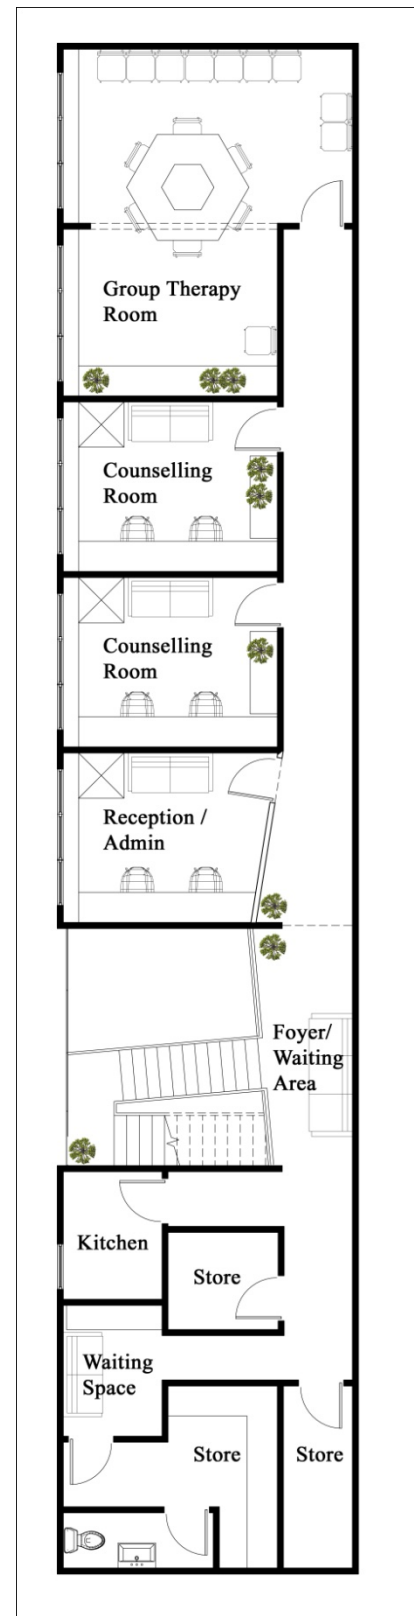 Group Therapy
Room
Counselling
Room
Counselling
Room
Reception /
Admin
Foyer/
Waiting
Area
Kitchen
Store
Waiting
Space
Store
Store